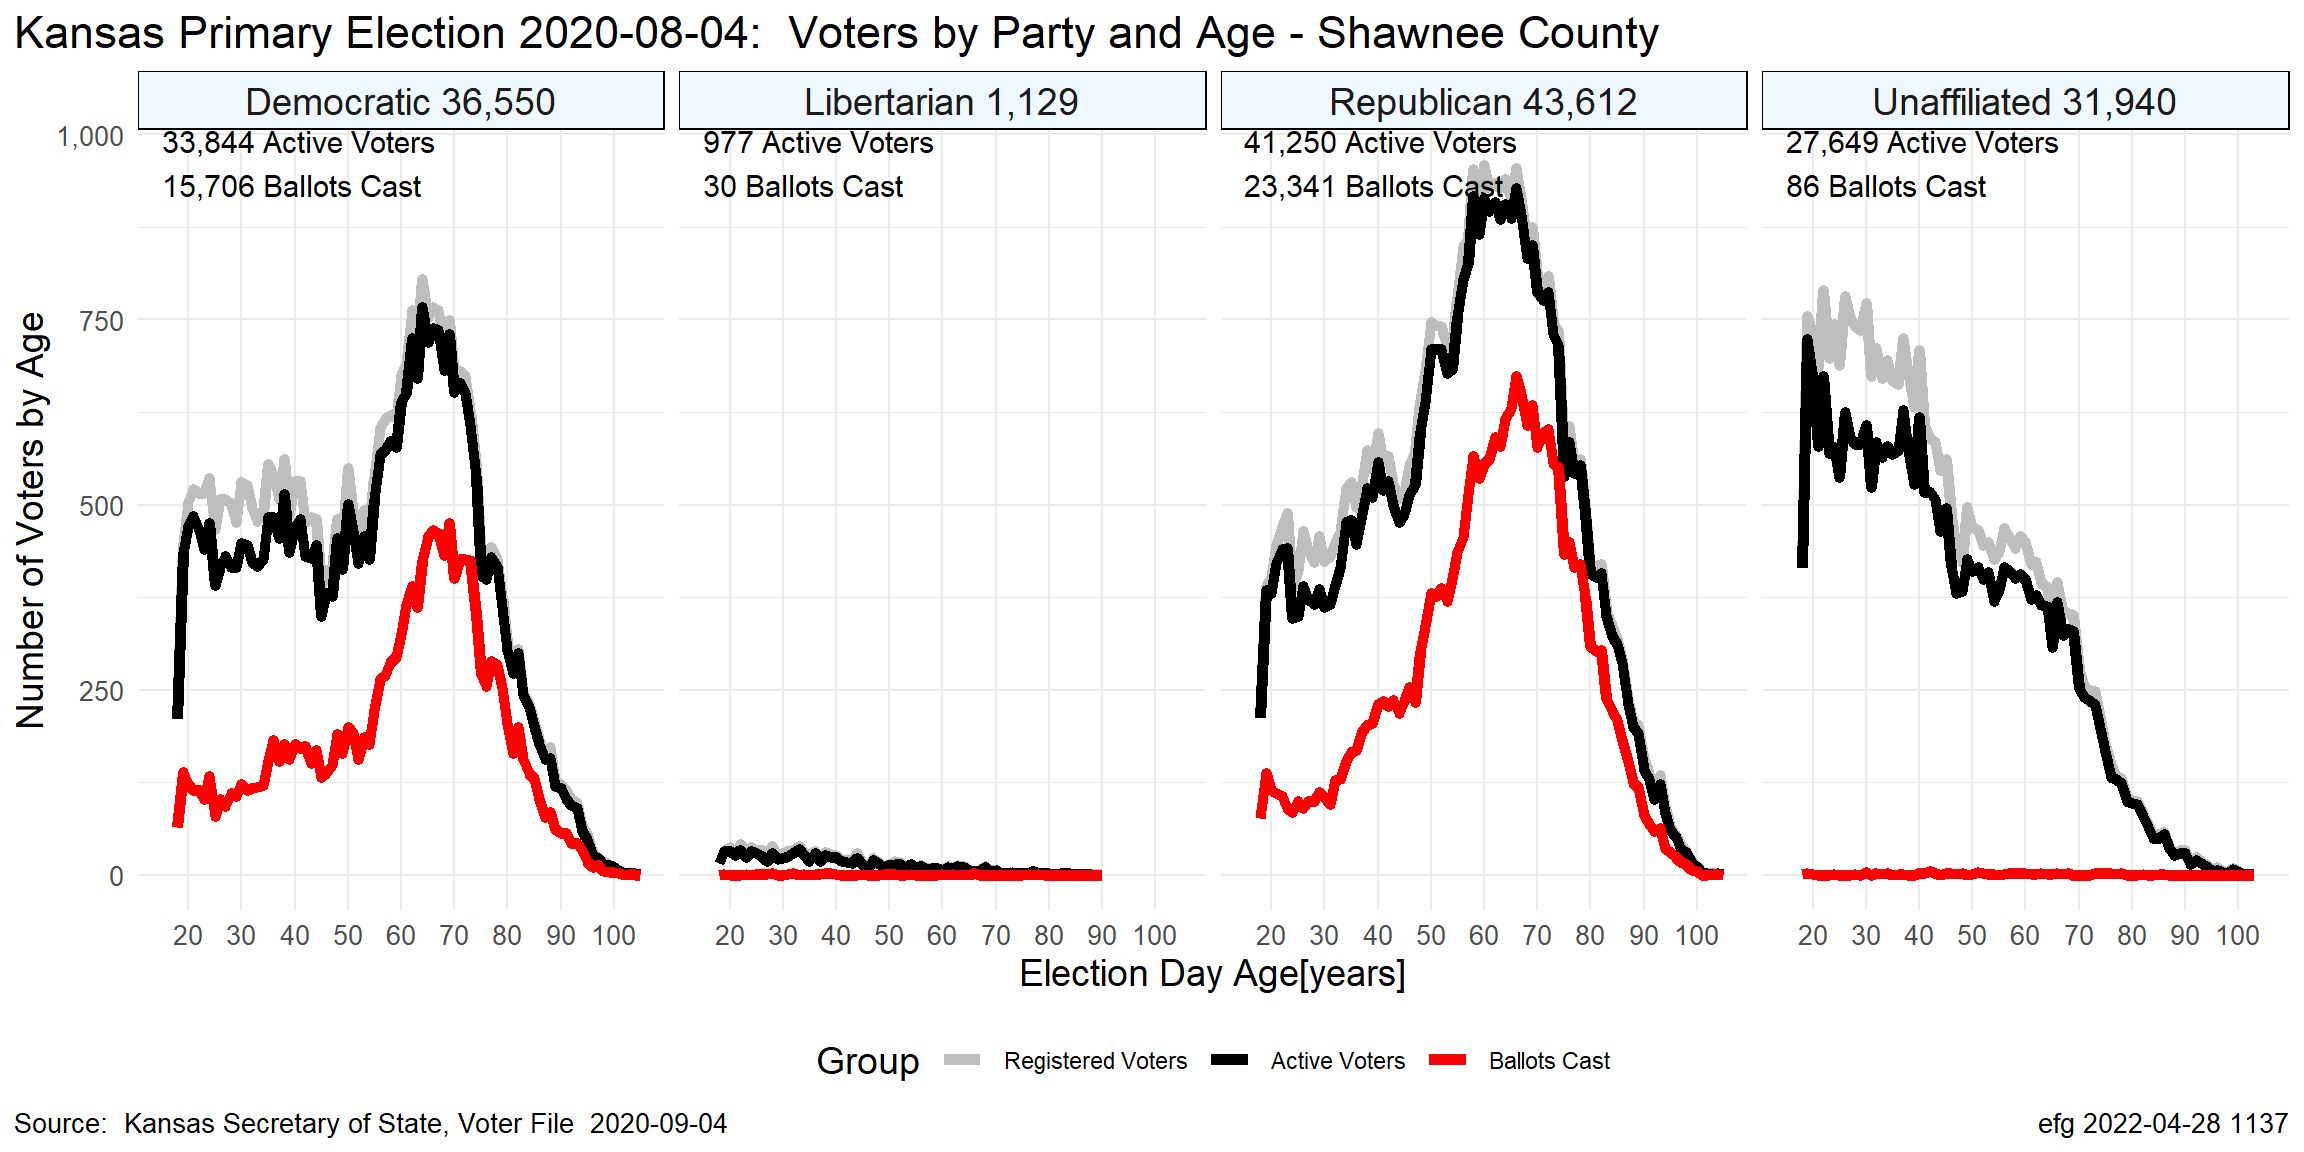 Kansas Primary Election 2020-08-04:  Voters by Party and Age - Shawnee County
Democratic 36,550
Libertarian 1,129
Republican 43,612
Unaffiliated 31,940
33,844 Active Voters
15,706 Ballots Cast
977 Active Voters
30 Ballots Cast
41,250 Active Voters
23,341 Ballots Cast
27,649 Active Voters
86 Ballots Cast
Number of Voters by Age
1,000
750
500
250
0
20 30 40 50 60 70 80 90 100
20 30 40 50 60 70 80 90 100
20 30 40 50 60 70 80 90 100
20 30 40 50 60 70 80 90 100
Election Day Age[years]
Group Registered Voters Active Voters Ballots Cast
Source:  Kansas Secretary of State, Voter File  2020-09-04
efg 2022-04-28 1137